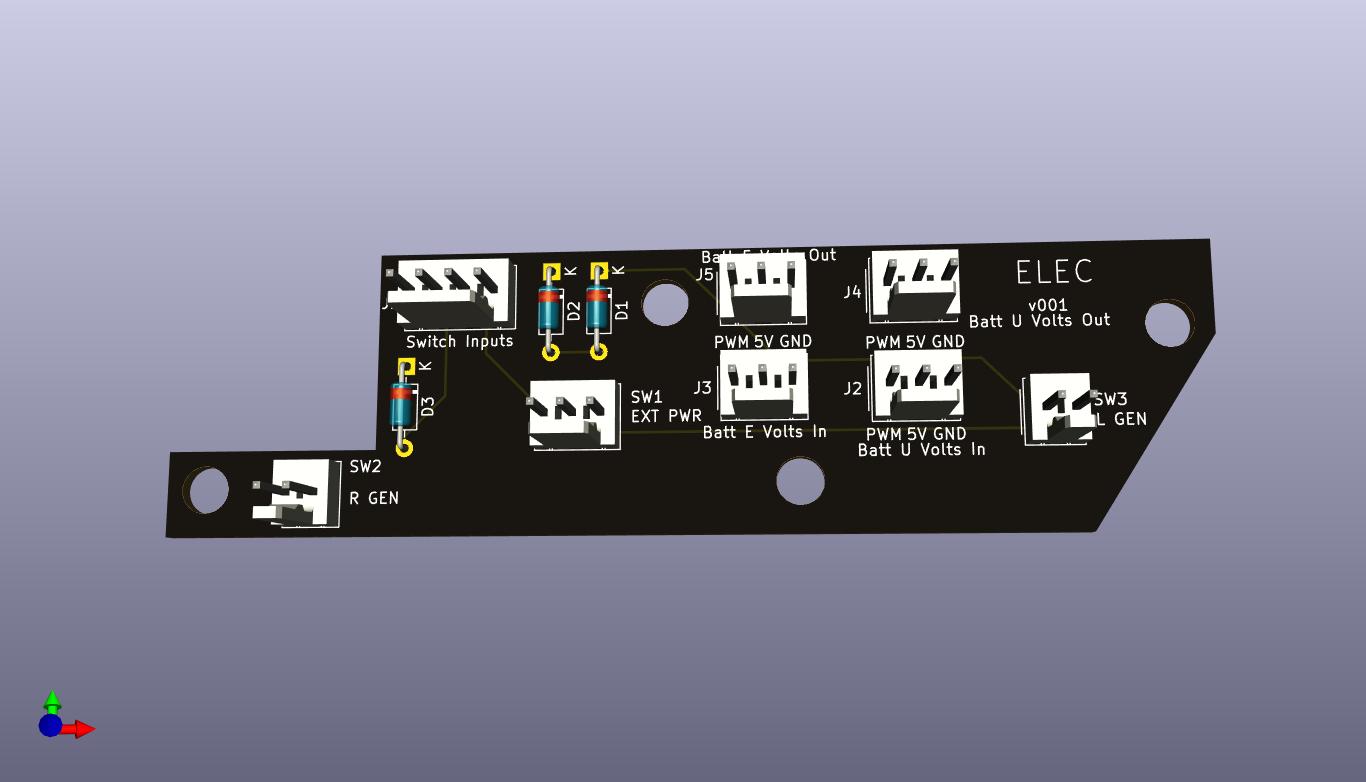 Batt E Volts Out
J5
J4
ELEC
v001
Batt U Volts Out
K
K
D2
D1
Switch Inputs
PWM 5V GND
PWM 5V GND
K
D3
J3
J2
SW1
EXT PWR
SW3
L GEN
Batt E Volts In
PWM 5V GND
Batt U Volts In
SW2
R GEN